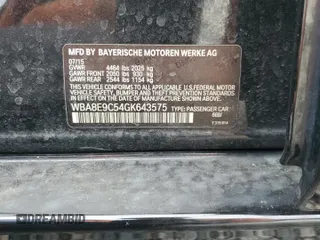 MFD. BY BAYERISCHE MOTOREN WERKE AG
07/15
GVWR 4464 lbs 2025 kg
GAWR FRONT 2050 lbs 930 kg
GAWR REAR 2544 lbs 1154 kg
THIS VEHICLE CONFORMS TO ALL APPLICABLE U.S. FEDERAL
MOTOR VEHICLE SAFETY, BUMPER, AND THEFT PREVENTION
STANDARDS IN EFFECT ON THE DATE OF MANUFACTURE SHOWN ABOVE.
WBA8E9C54GK643575 TYPE: PASSENGER CAR
DREAMBID